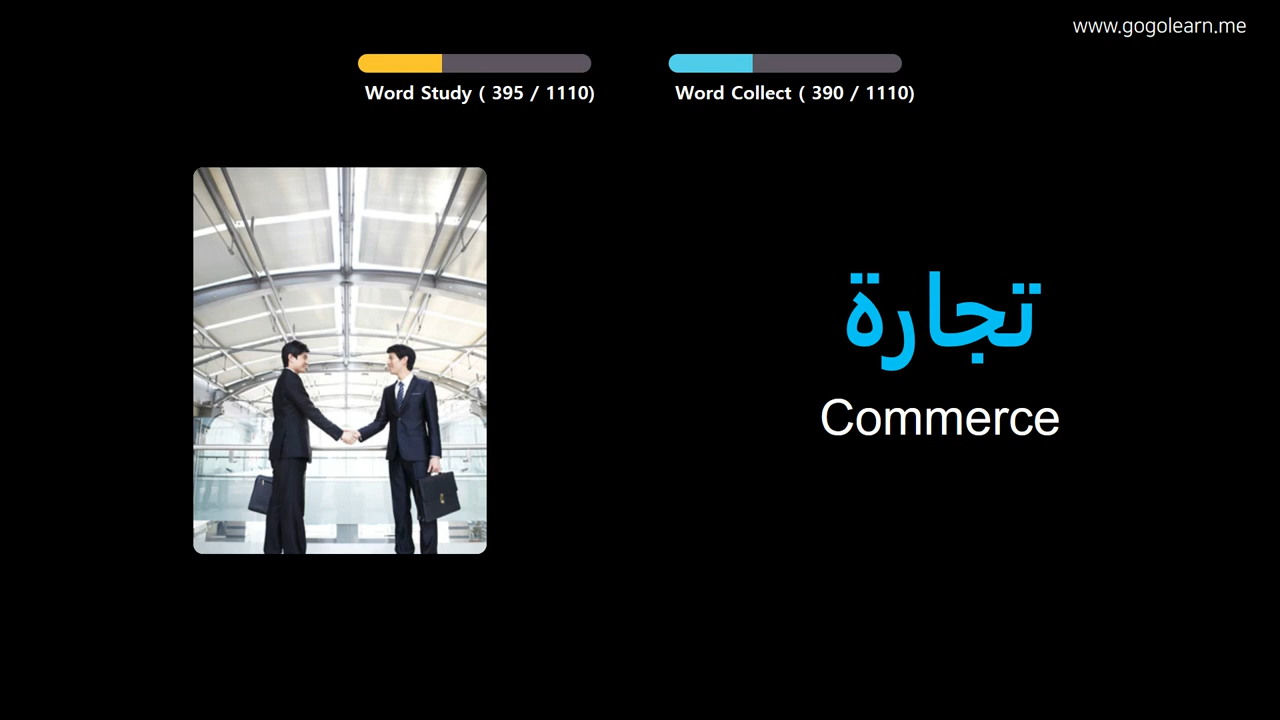 www.gogolearn.me
Word Study ( 395 / 1110)
Word Collect ( 390 / 1110)
تجارة
Commerce